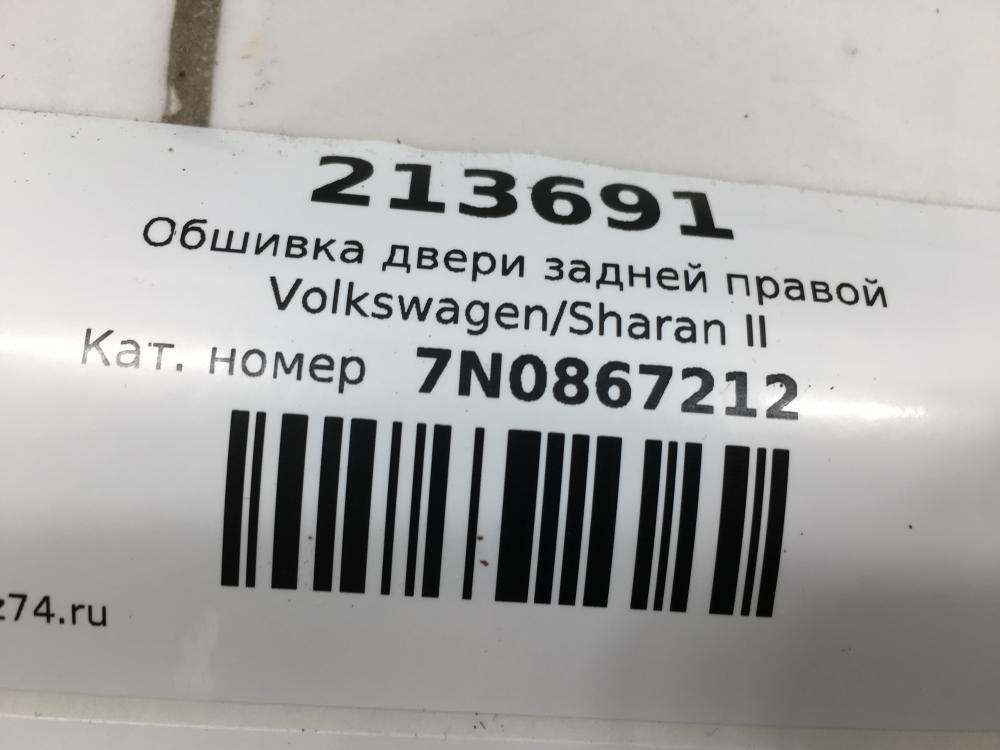 213691
Обшивка двери задней правой
Volkswagen/Sharan II
Кат. номер 7N0867212
z74.ru